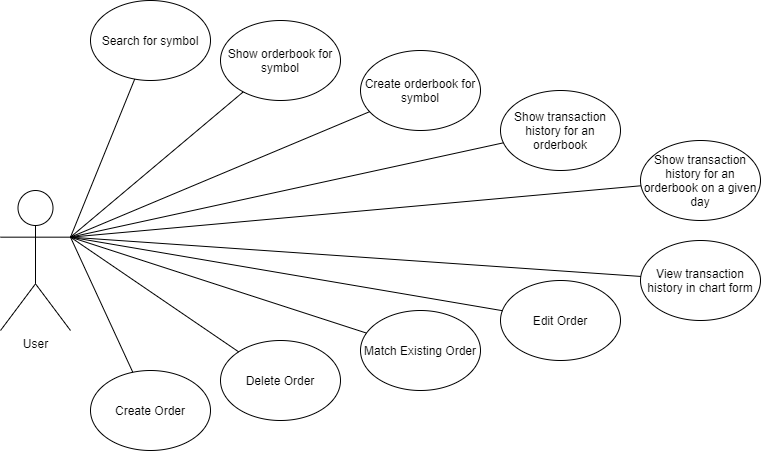 Search for symbol
Show orderbook for
symbol
Create orderbook for
symbol
Show transaction
history for an
orderbook
Show transaction
history for an
orderbook on a given
day
View transaction
history in chart form
Edit Order
Match Existing Order
Delete Order
Create Order
User